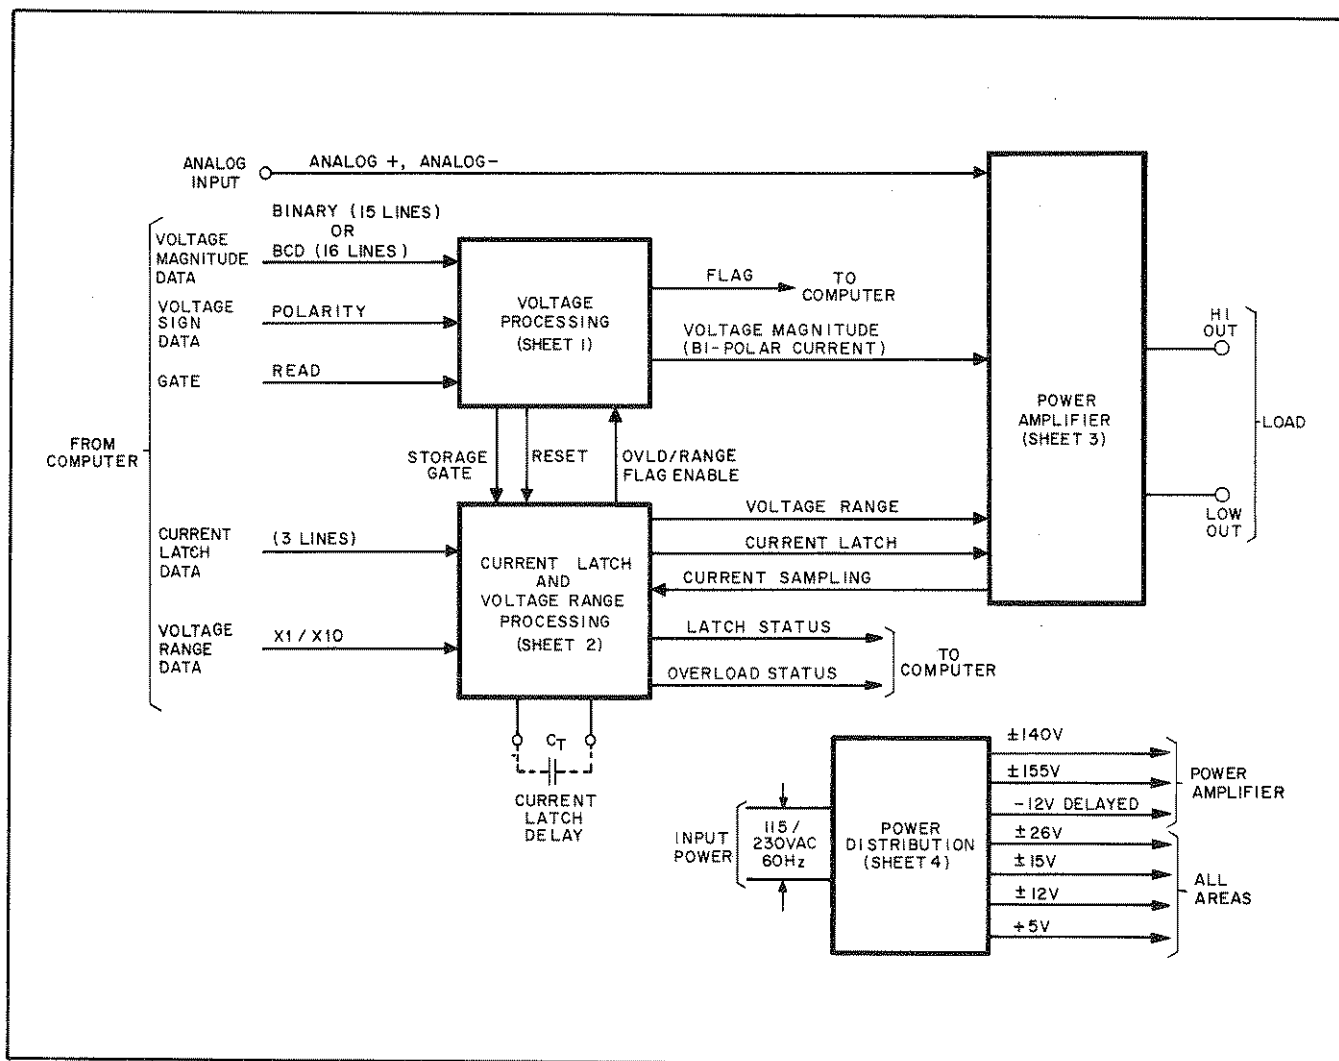 ANALOG
INPUT
ANALOG +, ANALOG-
BINARY (15 LINES)
OR
BCD (16 LINES)
VOLTAGE
MAGNITUDE
DATA
VOLTAGE
SIGN
DATA
POLARITY
GATE
READ
FROM
COMPUTER
VOLTAGE
PROCESSING
(SHEET 1)
FLAG
TO
COMPUTER
VOLTAGE MAGNITUDE
(BI-POLAR CURRENT)
STORAGE
GATE
RESET
OVLD/RANGE
FLAG ENABLE
POWER
AMPLIFIER
(SHEET 3)
HI
OUT
LOAD
LOW
OUT
CURRENT
LATCH
DATA
(3 LINES)
VOLTAGE
RANGE
DATA
X1 / X10
CURRENT LATCH
AND
VOLTAGE RANGE
PROCESSING
(SHEET 2)
VOLTAGE RANGE
CURRENT LATCH
CURRENT SAMPLING
LATCH STATUS
OVERLOAD STATUS
TO
COMPUTER
CT
CURRENT
LATCH
DELAY
INPUT
POWER
115 /
230VAC
60Hz
POWER
DISTRIBUTION
(SHEET 4)
±140V
±155V
-12V DELAYED
±26V
±15V
±12V
+5V
POWER
AMPLIFIER
ALL
AREAS